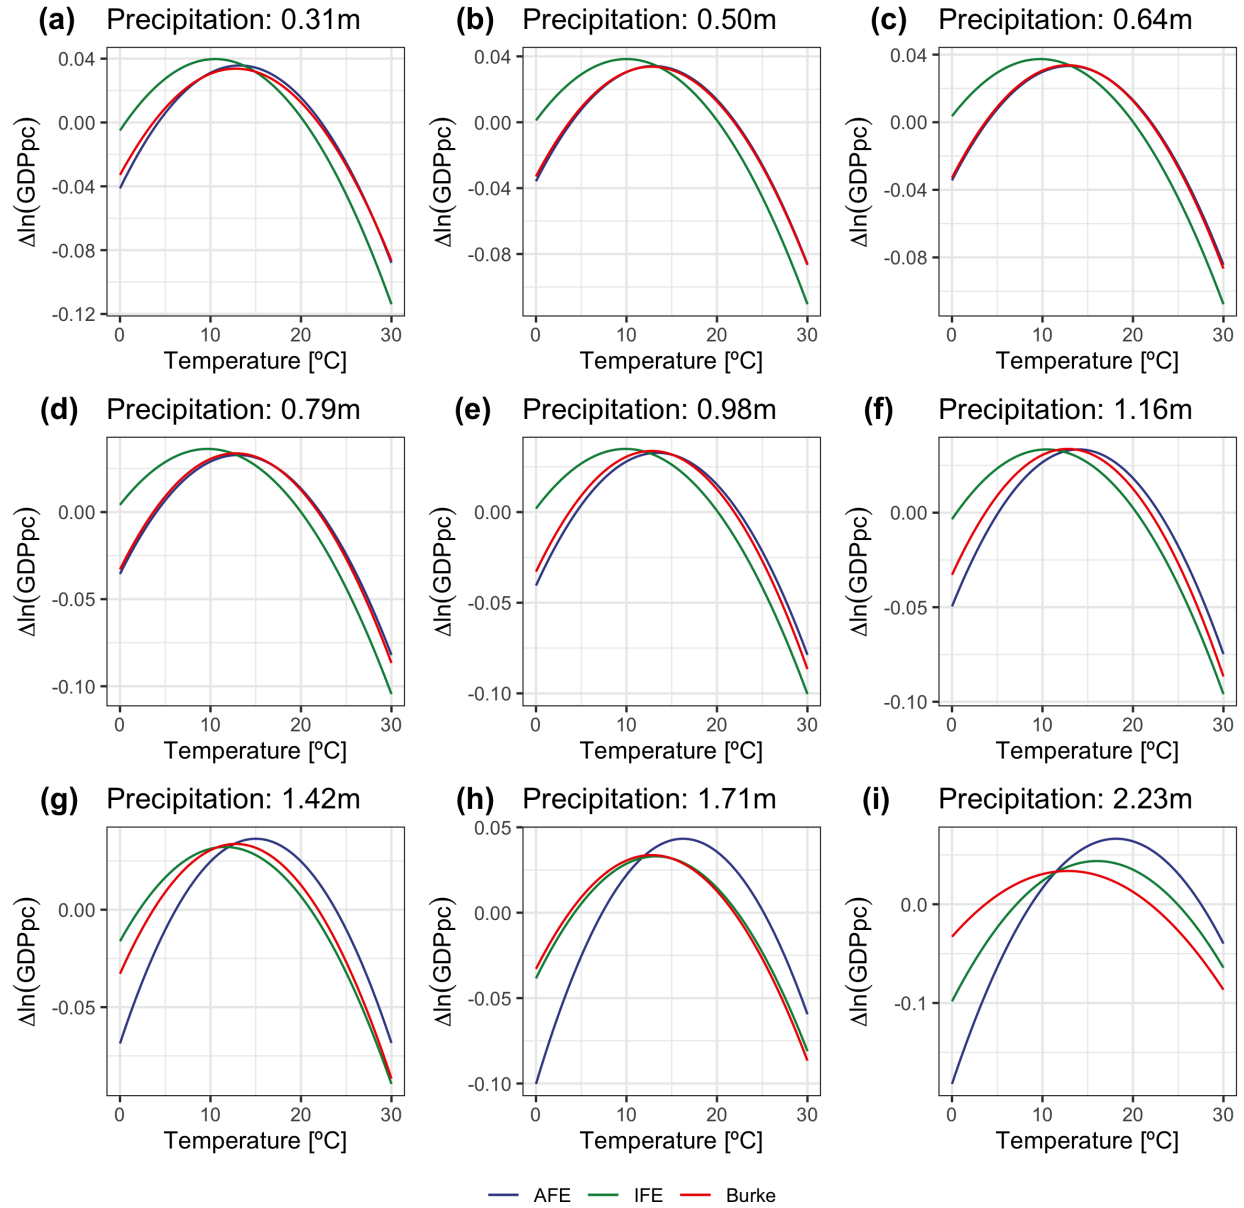 (a) Precipitation: 0.31m
(b) Precipitation: 0.50m
(c) Precipitation: 0.64m
Δln(GDPpc)
0.04
0.00
-0.04
-0.08
-0.12
0 10 20 30
Temperature [ºC]
Δln(GDPpc)
0.04
0.00
-0.04
-0.08
0 10 20 30
Temperature [ºC]
Δln(GDPpc)
0.04
0.00
-0.04
-0.08
0 10 20 30
Temperature [ºC]
(d) Precipitation: 0.79m
(e) Precipitation: 0.98m
(f) Precipitation: 1.16m
Δln(GDPpc)
0.00
-0.05
-0.10
0 10 20 30
Temperature [ºC]
Δln(GDPpc)
0.00
-0.05
-0.10
0 10 20 30
Temperature [ºC]
Δln(GDPpc)
0.00
-0.05
-0.10
0 10 20 30
Temperature [ºC]
(g) Precipitation: 1.42m
(h) Precipitation: 1.71m
(i) Precipitation: 2.23m
Δln(GDPpc)
0.00
-0.05
0 10 20 30
Temperature [ºC]
Δln(GDPpc)
0.05
0.00
-0.05
-0.10
0 10 20 30
Temperature [ºC]
Δln(GDPpc)
0.0
-0.1
0 10 20 30
Temperature [ºC]
AFE IFE Burke